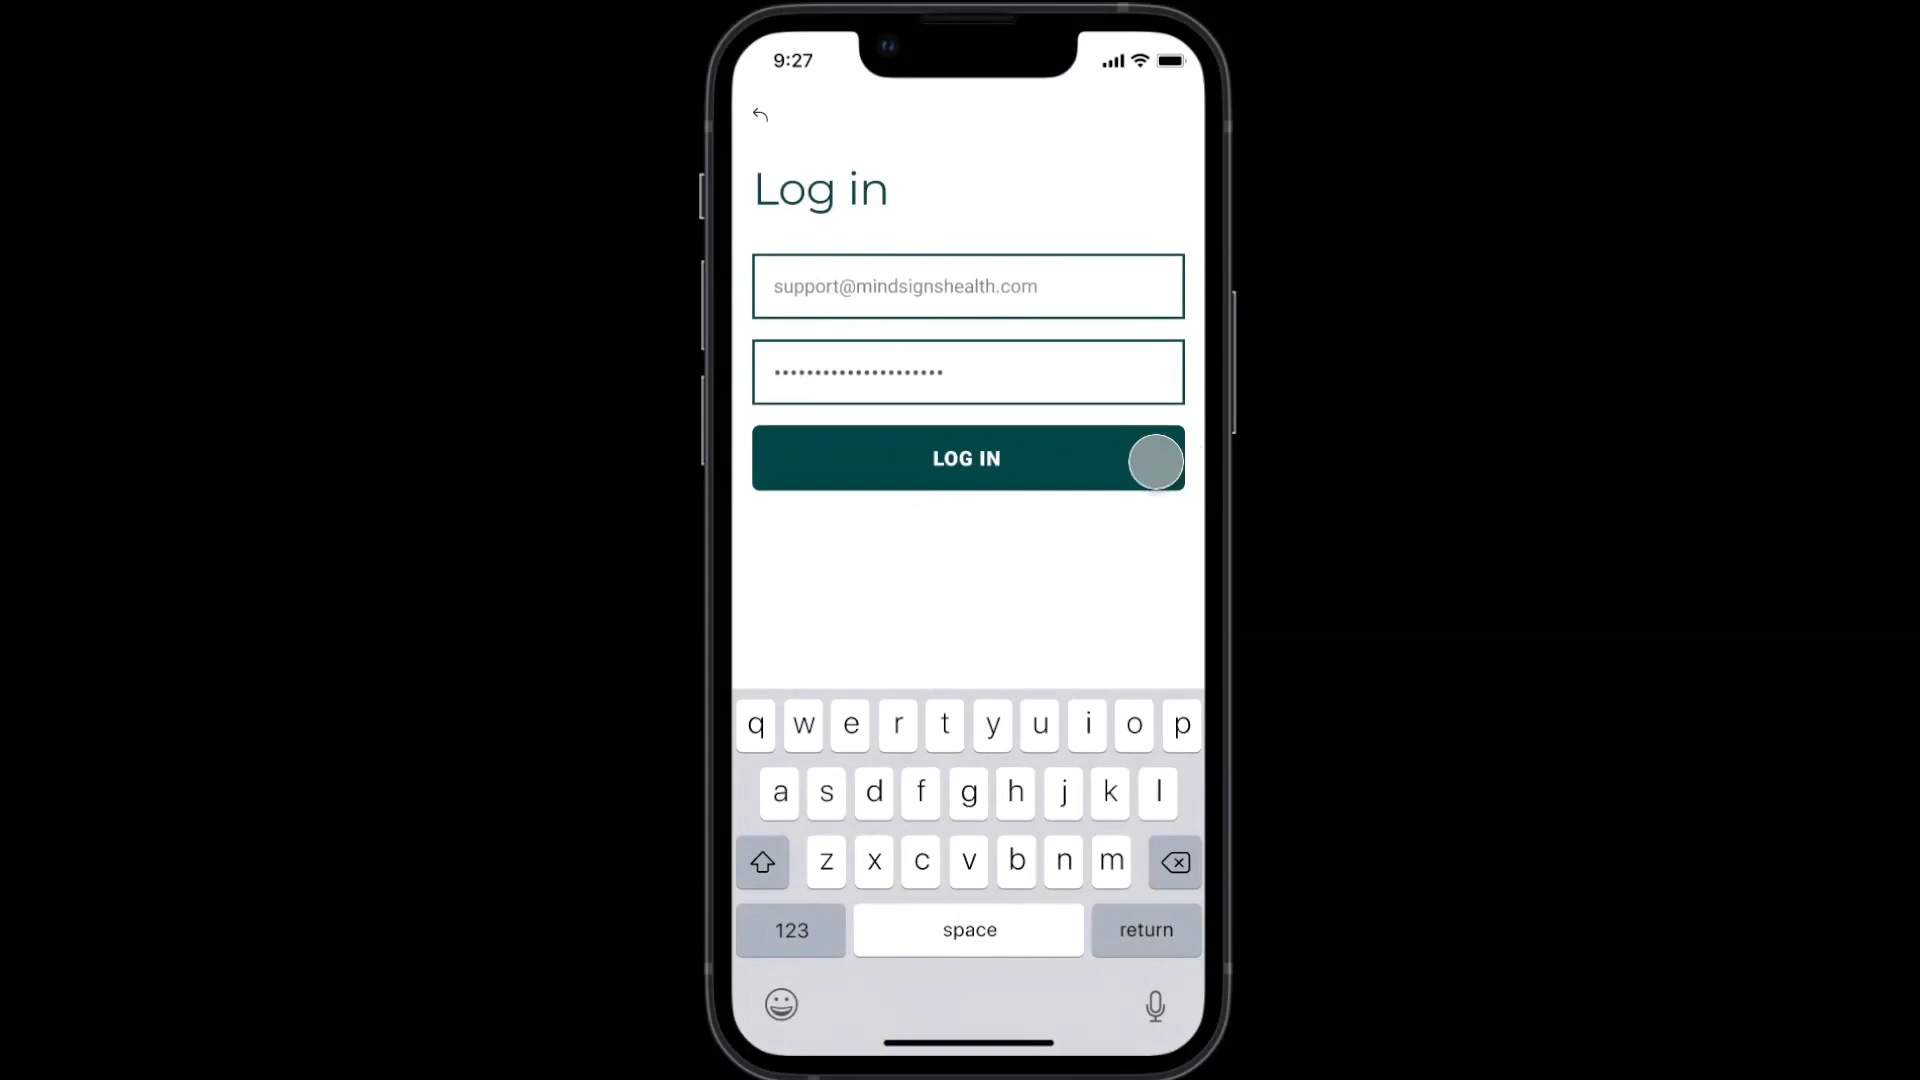 9:27
Log in
support@mindsignshealth.com
•••••••••••••••••••••
LOG IN
q w e r t y u i o p
a s d f g h j k l
z x c v b n m
123 space return